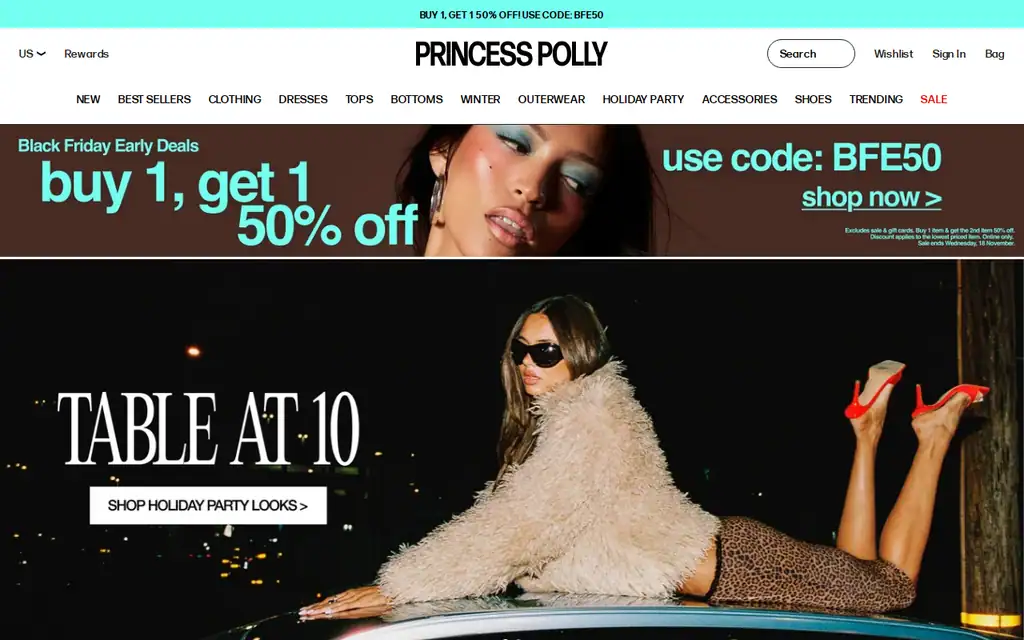 BUY 1, GET 1 50% OFF! USE CODE: BFE50
US
Rewards
PRINCESS POLLY
Search
Wishlist
Sign In
Bag
NEW
BEST SELLERS
CLOTHING
DRESSES
TOPS
BOTTOMS
WINTER
OUTERWEAR
HOLIDAY PARTY
ACCESSORIES
SHOES
TRENDING
SALE
Black Friday Early Deals
buy 1, get 1
50% off
use code: BFE50
shop now >
Excludes sale & gift cards. Buy 1 item & get the 2nd item 50% off.
Discount applies to the lowest priced item. Online only.
Sale ends Wednesday, 18 November.
TABLE AT 10
SHOP HOLIDAY PARTY LOOKS >